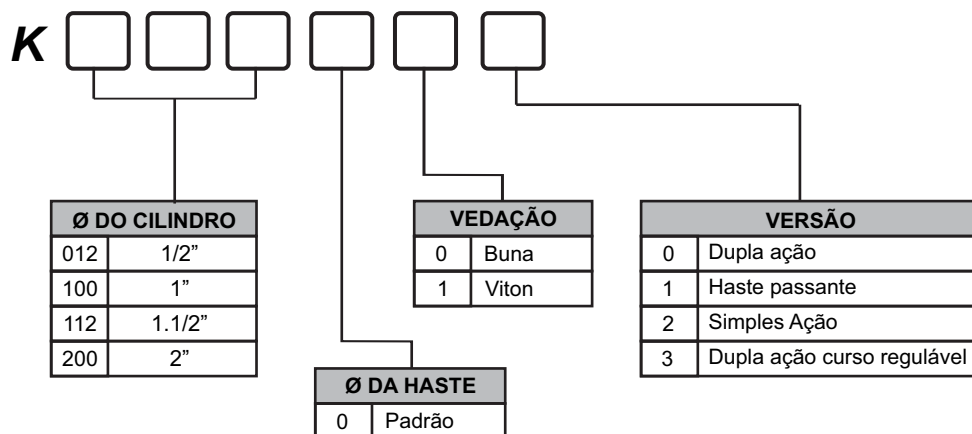 K
Ø DO CILINDRO
012 1/2”
100 1”
112 1.1/2”
200 2”
VEDAÇÃO
0 Buna
1 Viton
VERSÃO
0 Dupla ação
1 Haste passante
2 Simples Ação
3 Dupla ação curso regulável
Ø DA HASTE
0 Padrão